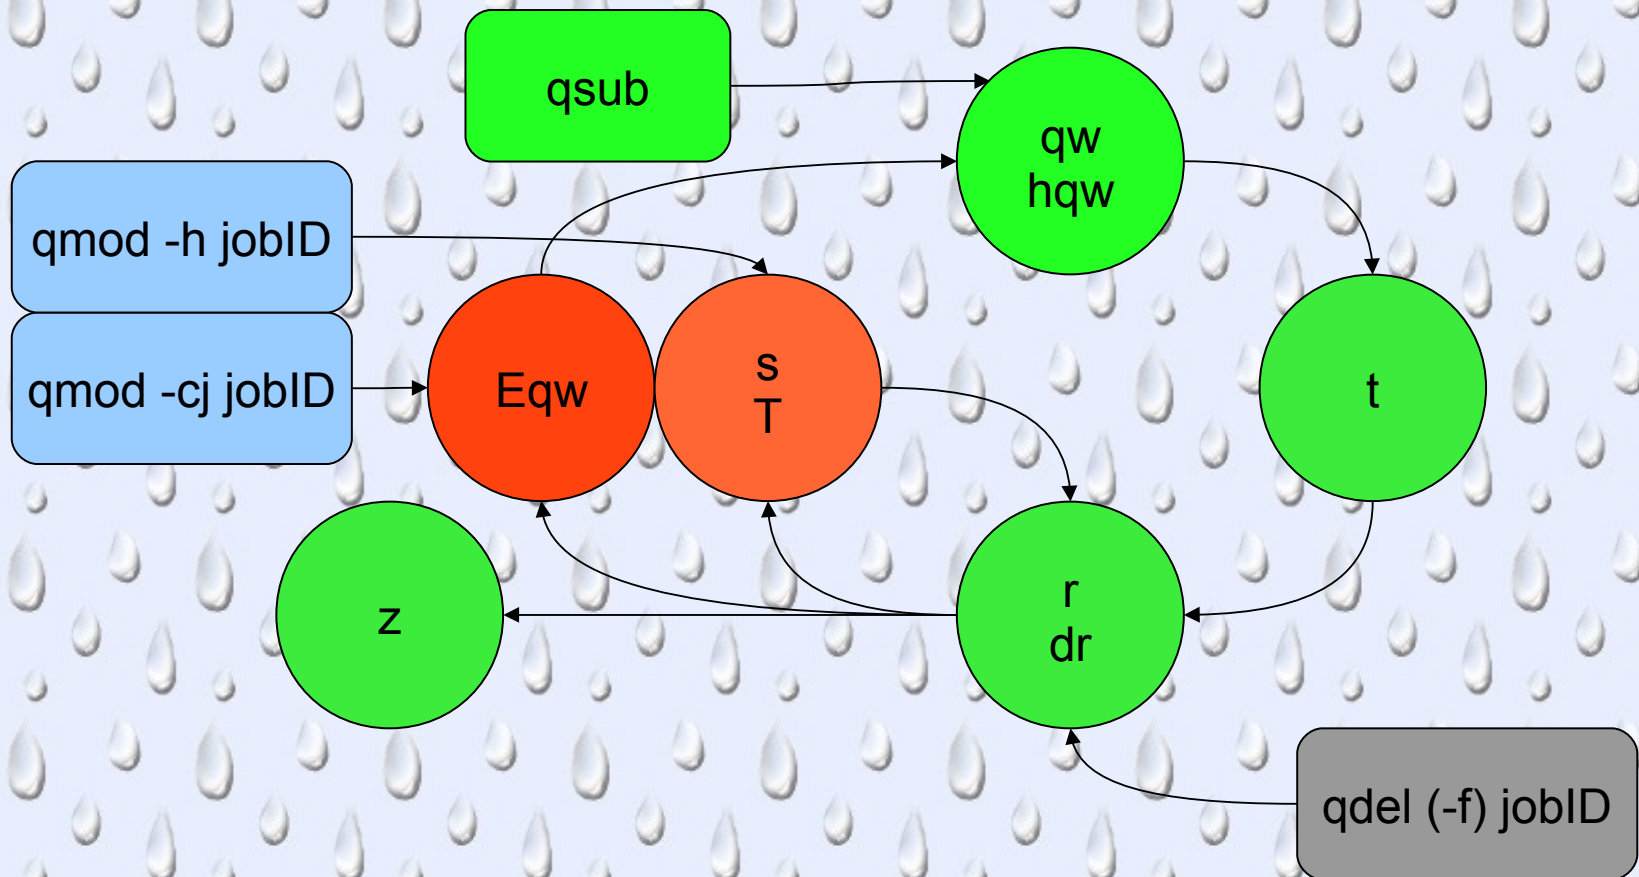 qsub
qw
hqw
qmod -h jobID
qmod -cj jobID
Eqw
s
T
t
z
r
dr
qdel (-f) jobID